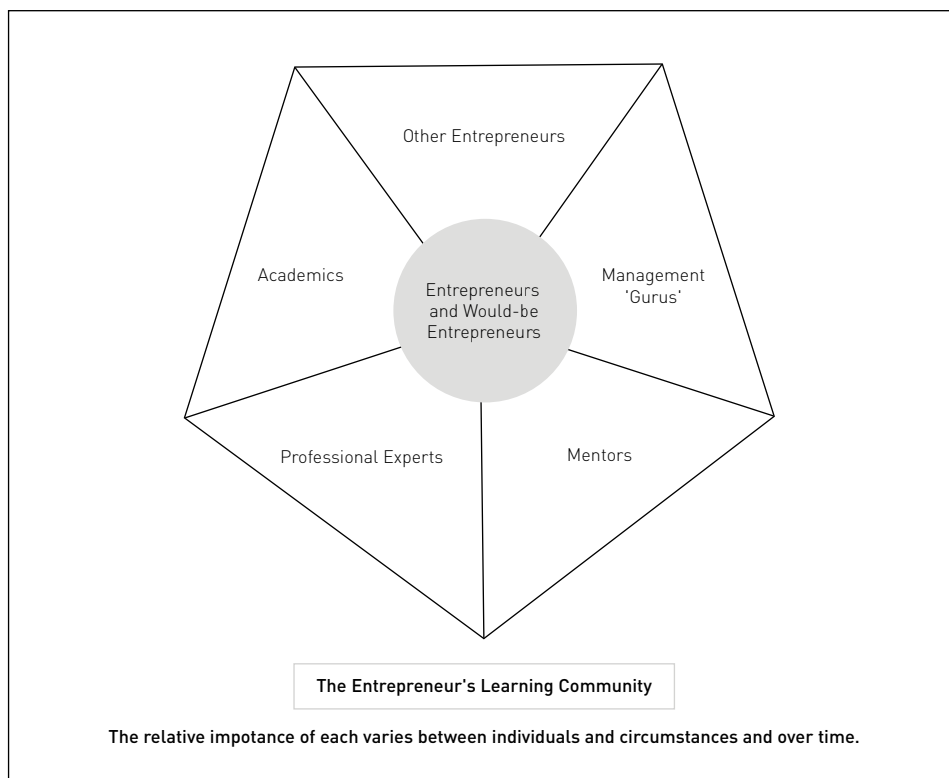 Other Entrepreneurs
Academics
Management
'Gurus'
Entrepreneurs
and Would-be
Entrepreneurs
Professional Experts
Mentors
The Entrepreneur's Learning Community
The relative impotance of each varies between individuals and circumstances and over time.